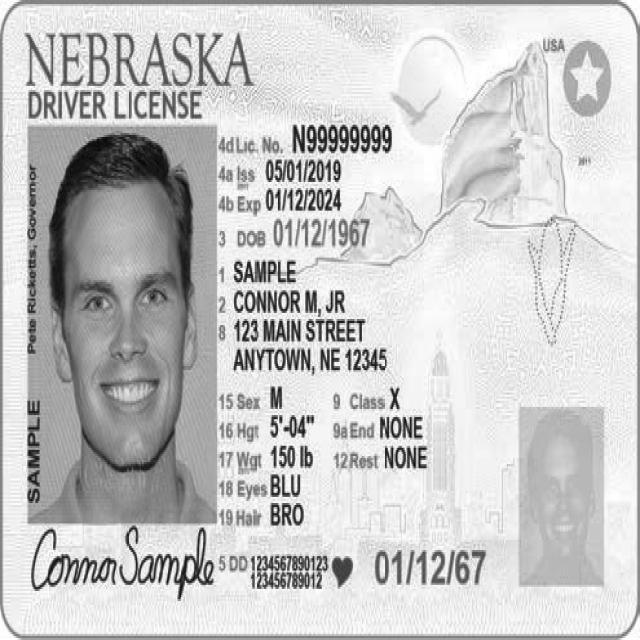 NEBRASKA
USA
DRIVER LICENSE
4d Lic. No. N99999999
4a Iss 05/01/2019
4b Exp 01/12/2024
3 DOB 01/12/1967
1 SAMPLE
2 CONNOR M, JR
8 123 MAIN STREET
ANYTOWN, NE 12345
15 Sex M 9 Class X
16 Hgt 5'-04" 9a End NONE
17 Wgt 150 lb 12 Rest NONE
18 Eyes BLU
19 Hair BRO
Pete Ricketts, Governor
SAMPLE
Connor Sample
5 DD 1234567890123
123456789012
01/12/67